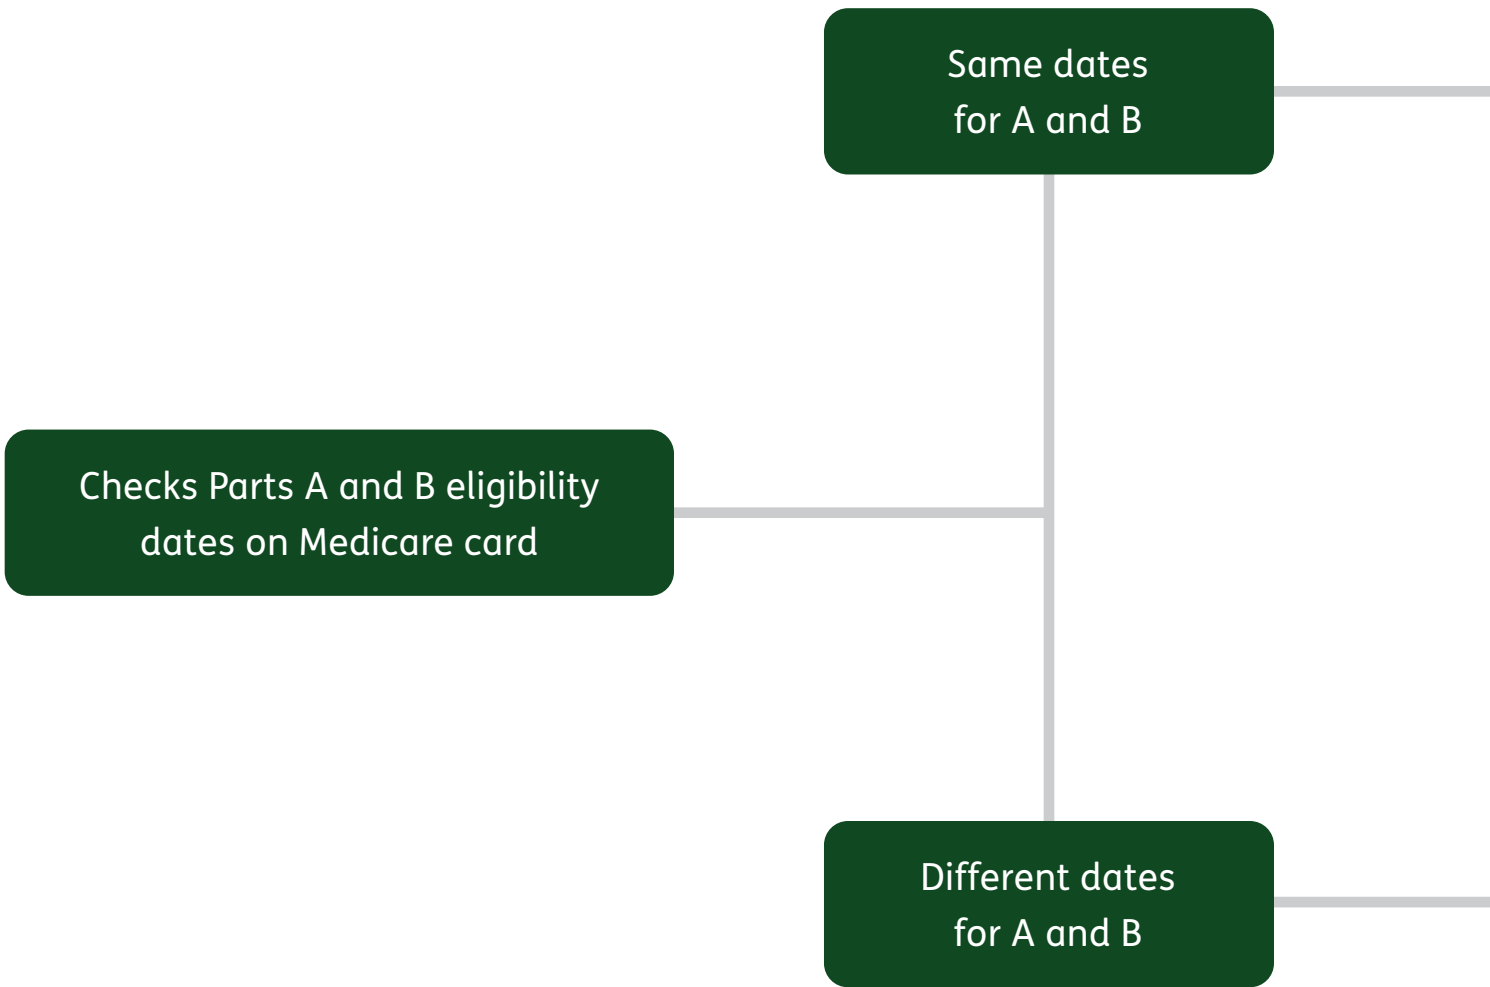 Same dates
for A and B
Checks Parts A and B eligibility
dates on Medicare card
Different dates
for A and B